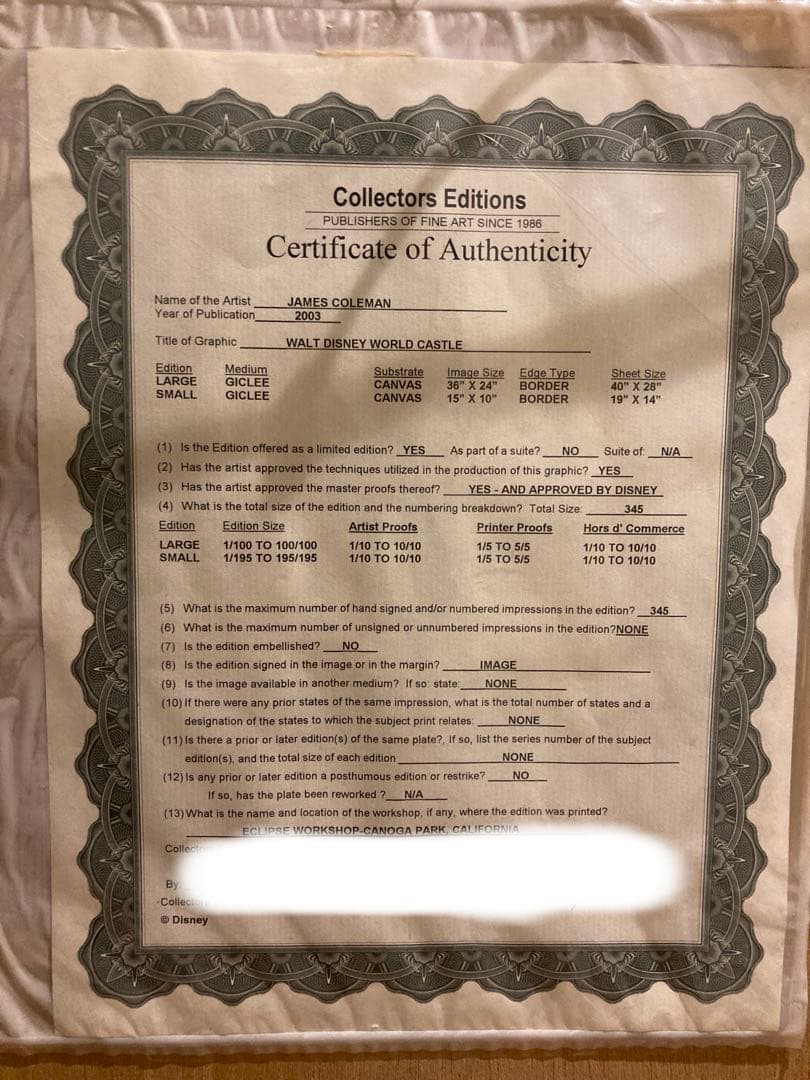 Collectors Editions
PUBLISHERS OF FINE ART SINCE 1986
Certificate of Authenticity
Name of the Artist JAMES COLEMAN
Year of Publication 2003
Title of Graphic WALT DISNEY WORLD CASTLE
Edition Medium Substrate Image Size Edge Type Sheet Size
LARGE GICLEE CANVAS 36" X 24" BORDER 40" X 28"
SMALL GICLEE CANVAS 15" X 10" BORDER 19" X 14"
(1) Is the Edition offered as a limited edition? YES As part of a suite? NO Suite of: N/A
(2) Has the artist approved the techniques utilized in the production of this graphic? YES
(3) Has the artist approved the master proofs thereof? YES - AND APPROVED BY DISNEY
(4) What is the total size of the edition and the numbering breakdown? Total Size: 345
Edition Edition Size Artist Proofs Printer Proofs Hors d' Commerce
LARGE 1/100 TO 100/100 1/10 TO 10/10 1/5 TO 5/5 1/10 TO 10/10
SMALL 1/195 TO 195/195 1/10 TO 10/10 1/5 TO 5/5 1/10 TO 10/10
(5) What is the maximum number of hand signed and/or numbered impressions in the edition? 345
(6) What is the maximum number of unsigned or unnumbered impressions in the edition? NONE
(7) Is the edition embellished? NO
(8) Is the edition signed in the image or in the margin? IMAGE
(9) Is the image available in another medium? If so: state: NONE
(10) If there were any prior states of the same impression, what is the total number of states and a
designation of the states to which the subject print relates: NONE
(11) Is there a prior or later edition(s) of the same plate?, If so, list the series number of the subject
edition(s), and the total size of each edition NONE
(12) Is any prior or later edition a posthumous edition or restrike? NO
If so, has the plate been reworked ? N/A
(13) What is the name and location of the workshop, if any, where the edition was printed?
ECLIPSE WORKSHOP-CANOGA PARK, CALIFORNIA
By
© Disney